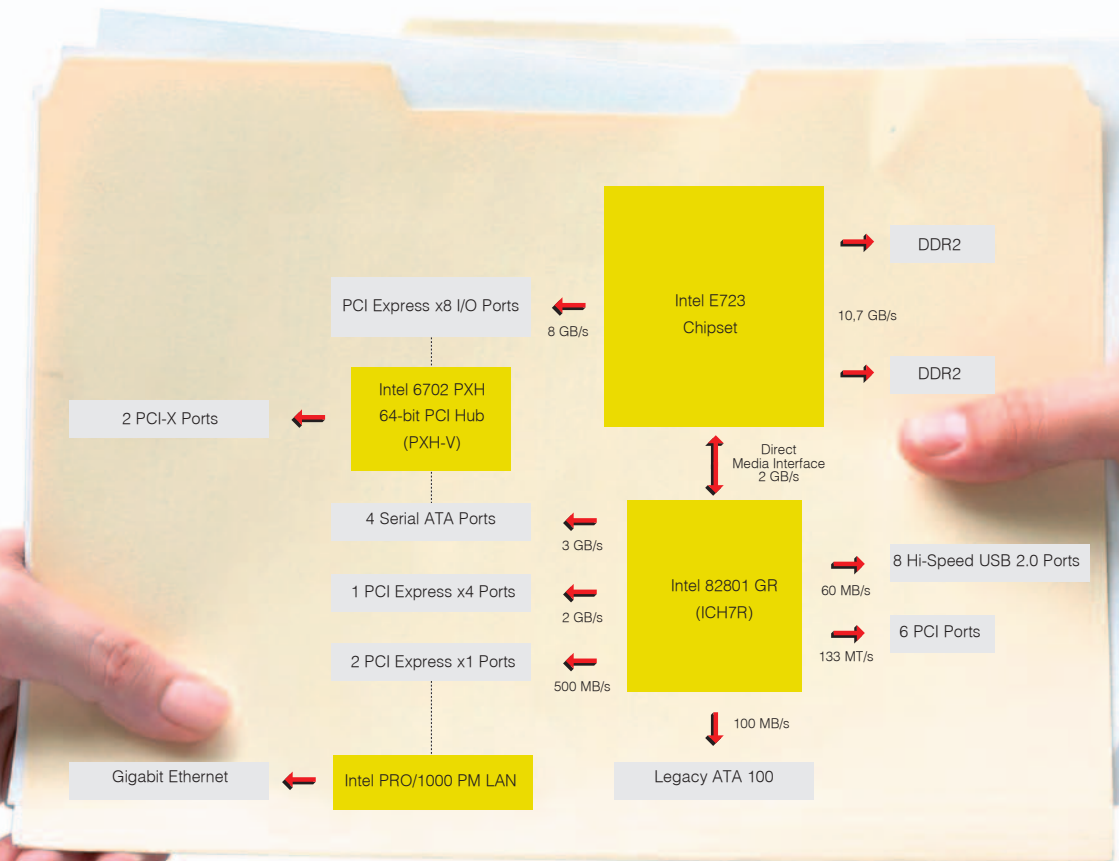 Intel E723
Chipset
DDR2
10,7 GB/s
DDR2
PCI Express x8 I/O Ports
8 GB/s
Intel 6702 PXH
64-bit PCI Hub
(PXH-V)
2 PCI-X Ports
Direct
Media Interface
2 GB/s
4 Serial ATA Ports
3 GB/s
1 PCI Express x4 Ports
2 GB/s
2 PCI Express x1 Ports
500 MB/s
Intel 82801 GR
(ICH7R)
8 Hi-Speed USB 2.0 Ports
60 MB/s
6 PCI Ports
133 MT/s
100 MB/s
Legacy ATA 100
Intel PRO/1000 PM LAN
Gigabit Ethernet